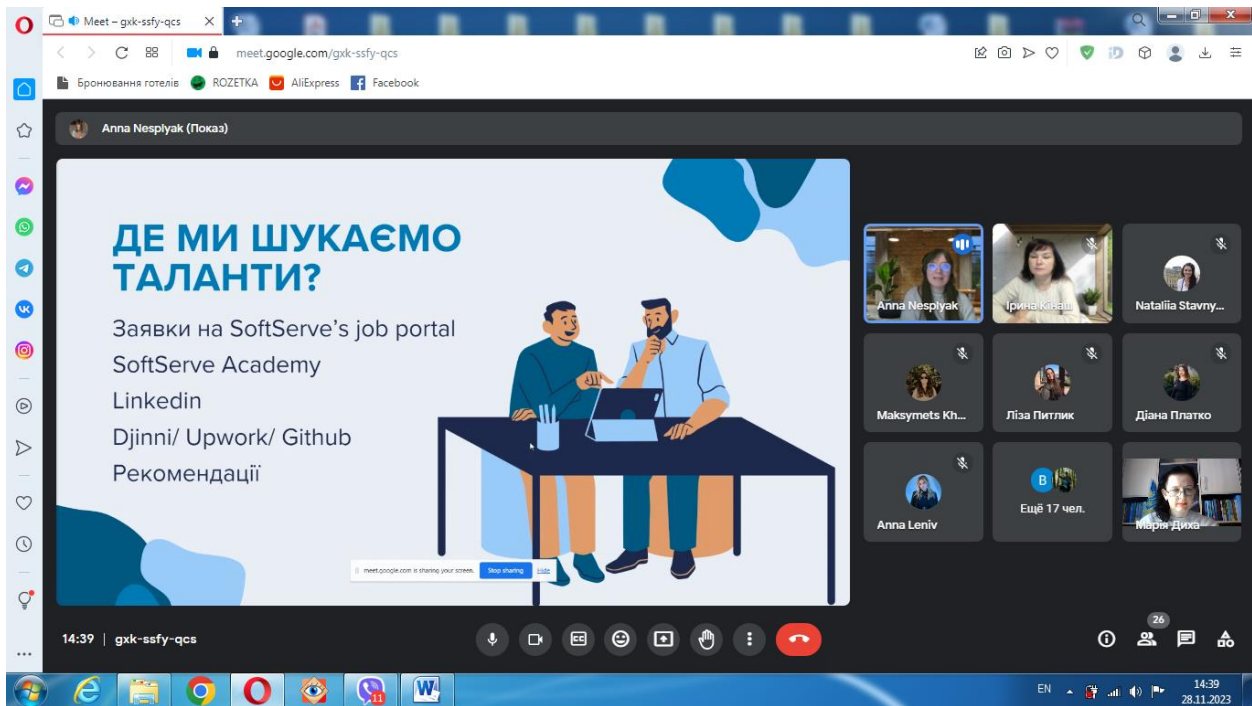 Meet – gxk-ssfy-qcs
meet.google.com/gxk-ssfy-qcs
Бронювання готелів ROZETKA AliExpress Facebook
Anna Nesplyak (Показ)
ДЕ МИ ШУКАЄМО
ТАЛАНТИ?
Заявки на SoftServe's job portal
SoftServe Academy
Linkedin
Djinni/ Upwork/ Github
Рекомендації
meet.google.com is sharing your screen. Stop sharing Hide
Anna Nesplyak
Ірина Кінаш
Nataliia Stavny...
Maksymets Kh...
Ліза Питлик
Діана Платко
Anna Leniv
В
Ещё 17 чел.
Марія Диха
14:39 | gxk-ssfy-qcs
26
11
EN
14:39
28.11.2023